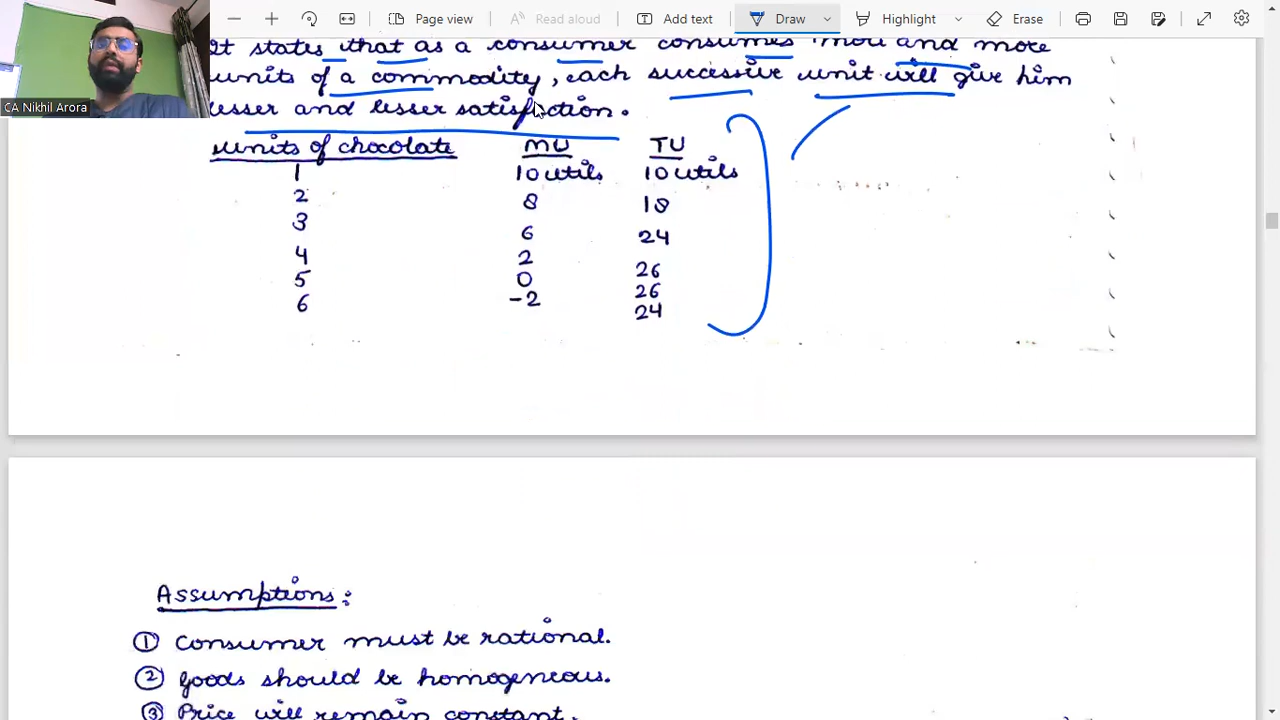 Page view
Read aloud
Add text
Draw
Highlight
Erase
CA Nikhil Arora
It states that as a consumer consumes more and more
units of a commodity, each successive unit will give him
lesser and lesser satisfaction.
units of chocolate MU TU
1 10 utils 10 utils
2 8 18
3 6 24
4 2 26
5 0 26
6 -2 24
Assumptions:
1 Consumer must be rational.
2 Goods should be homogeneous.
3 Price will remain constant.